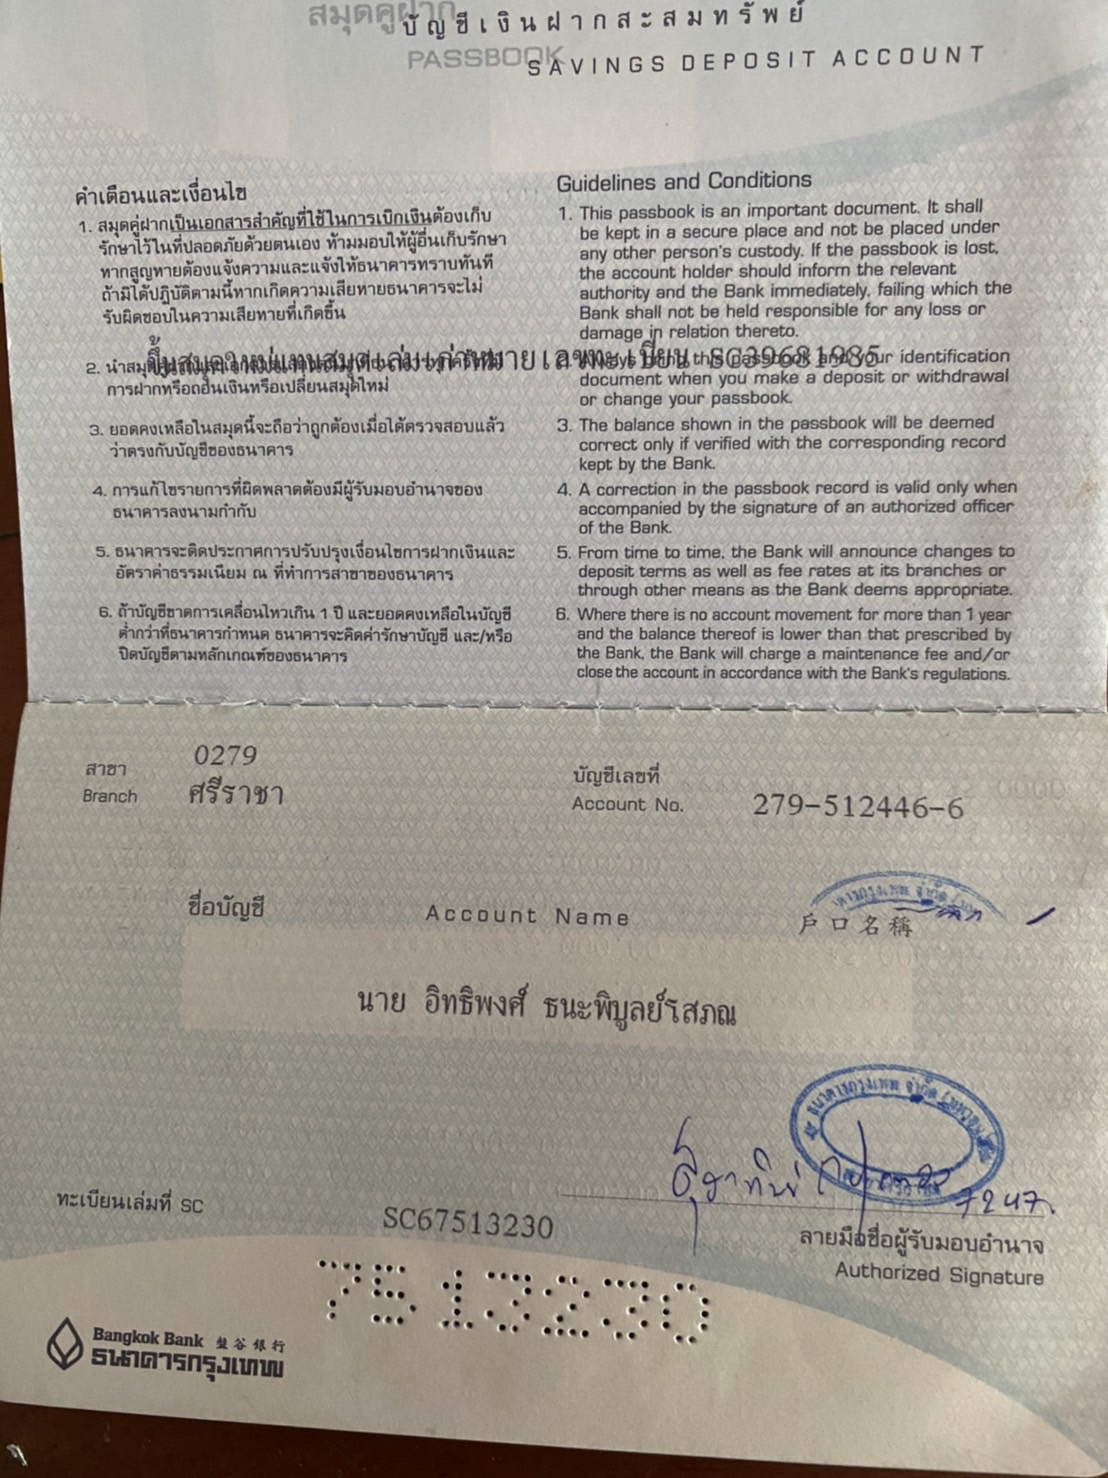 สมุดคู่ฝาก
บัญชีเงินฝากสะสมทรัพย์
PASSBOOK
SAVINGS DEPOSIT ACCOUNT
คำเตือนและเงื่อนไข
1. สมุดคู่ฝากเป็นเอกสารสำคัญที่ใช้ในการเบิกเงินต้องเก็บ
รักษาไว้ในที่ปลอดภัยด้วยตนเอง ห้ามมอบให้ผู้อื่นเก็บรักษา
หากสูญหายต้องแจ้งความและแจ้งให้ธนาคารทราบทันที
ถ้ามิได้ปฏิบัติตามนี้หากเกิดความเสียหายธนาคารจะไม่
รับผิดชอบในความเสียหายที่เกิดขึ้น
2. นำสมุด
การฝากหรือถอนเงินหรือเปลี่ยนสมุดใหม่
3. ยอดคงเหลือในสมุดนี้จะถือว่าถูกต้องเมื่อได้ตรวจสอบแล้ว
ว่าตรงกับบัญชีของธนาคาร
4. การแก้ไขรายการที่ผิดพลาดต้องมีผู้รับมอบอำนาจของ
ธนาคารลงนามกำกับ
5. ธนาคารจะติดประกาศการปรับปรุงเงื่อนไขการฝากเงินและ
อัตราค่าธรรมเนียม ณ ที่ทำการสาขาของธนาคาร
6. ถ้าบัญชีขาดการเคลื่อนไหวเกิน 1 ปี และยอดคงเหลือในบัญชี
ต่ำกว่าที่ธนาคารกำหนด ธนาคารจะคิดค่ารักษาบัญชี และ/หรือ
ปิดบัญชีตามหลักเกณฑ์ของธนาคาร
Guidelines and Conditions
1. This passbook is an important document. It shall
be kept in a secure place and not be placed under
any other person's custody. If the passbook is lost,
the account holder should inform the relevant
authority and the Bank immediately, failing which the
Bank shall not be held responsible for any loss or
damage in relation thereto.
this passbook and your identification
document when you make a deposit or withdrawal
or change your passbook.
3. The balance shown in the passbook will be deemed
correct only if verified with the corresponding record
kept by the Bank.
4. A correction in the passbook record is valid only when
accompanied by the signature of an authorized officer
of the Bank.
5. From time to time, the Bank will announce changes to
deposit terms as well as fee rates at its branches or
through other means as the Bank deems appropriate.
6. Where there is no account movement for more than 1 year
and the balance thereof is lower than that prescribed by
the Bank, the Bank will charge a maintenance fee and/or
close the account in accordance with the Bank's regulations.
ขึ้นสมุดใหม่แทนสมุดเล่มเก่าหมายเลขทะเบียน SC39681985
สาขา
Branch
0279
ศรีราชา
บัญชีเลขที่
Account No.
279-512446-6
ชื่อบัญชี
Account Name
戶口名稱
นาย อิทธิพงศ์ ธนะพิบูลย์โสภณ
ธนาคารกรุงเทพ จำกัด (มหาชน)
7247
ทะเบียนเล่มที่ SC
SC67513230
ลายมือชื่อผู้รับมอบอำนาจ
Authorized Signature
7513230
Bangkok Bank 盤谷銀行
ธนาคารกรุงเทพ